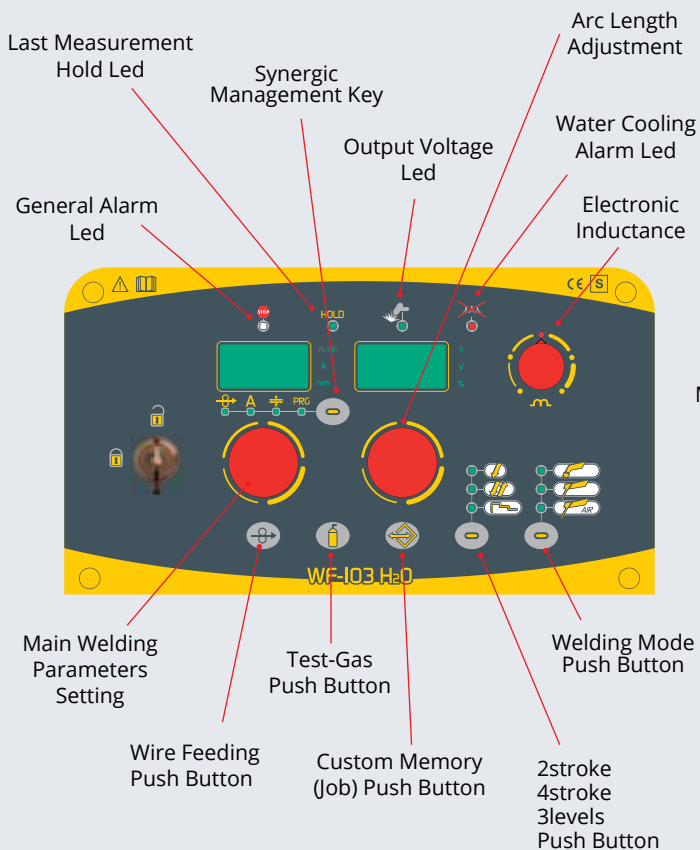 Last Measurement
Hold Led
Synergic
Management Key
Arc Length
Adjustment
Output Voltage
Led
Water Cooling
Alarm Led
General Alarm
Led
Electronic
Inductance
CE S
STOP
HOLD
m/min
A
mm
s
V
%
A
PRG
AIR
WF-103 H2O
Main Welding
Parameters
Setting
Test-Gas
Push Button
Welding Mode
Push Button
Wire Feeding
Push Button
Custom Memory
(Job) Push Button
2stroke
4stroke
3levels
Push Button